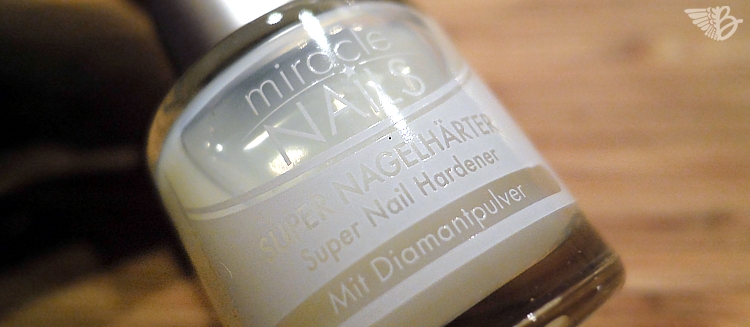 miracle
NAILS
SUPER NAGELHÄRTER
Super Nail Hardener
Mit Diamantpulver